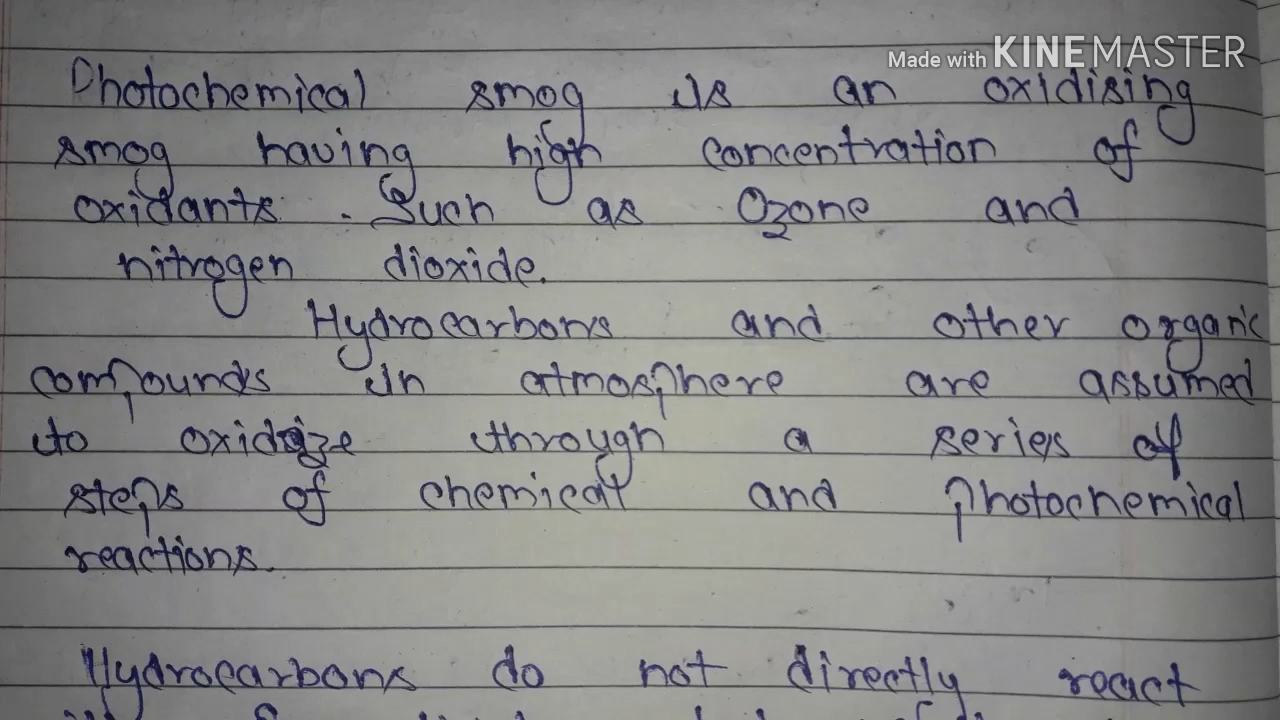 Made with KINEMASTER
Photochemical smog is an oxidising
smog having high concentration of
oxidants. Such as Ozone and
nitrogen dioxide.
Hydrocarbons and other organic
compounds in atmosphere are assumed
to oxidize through a series of
steps of chemical and photochemical
reactions.
Hydrocarbons do not directly react